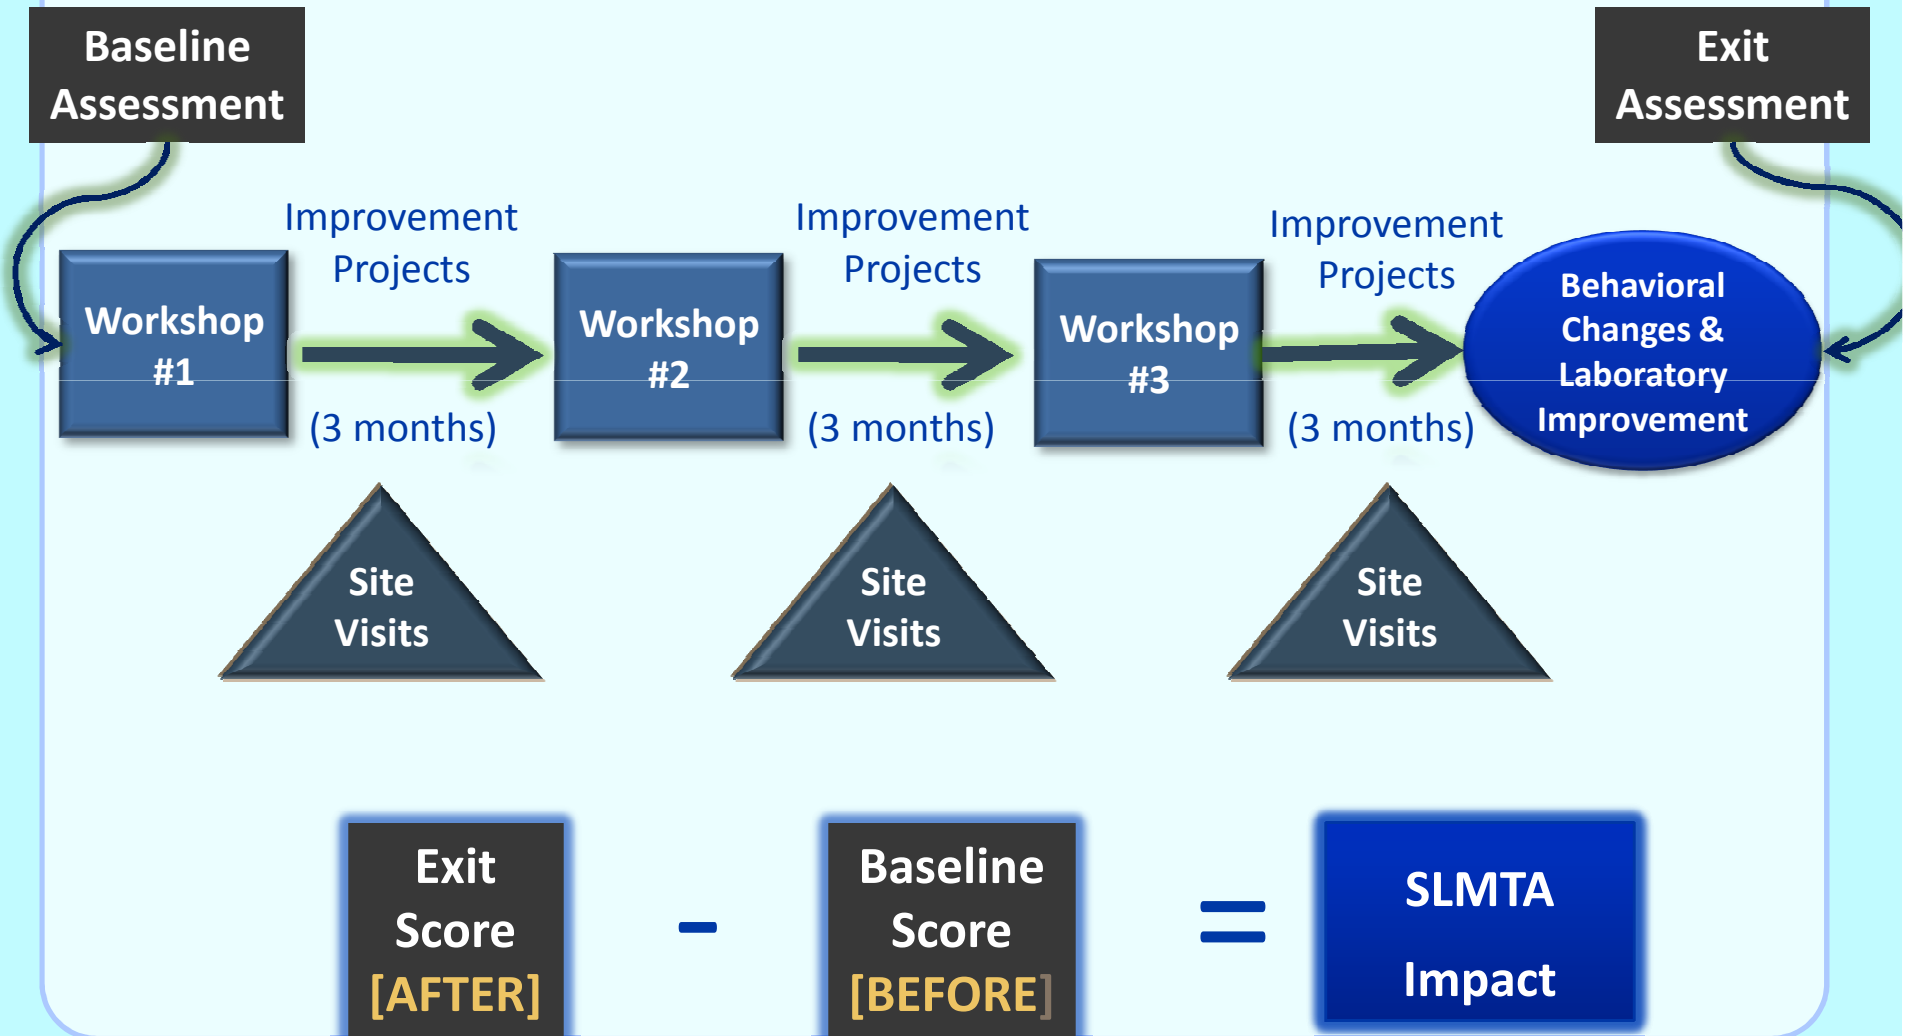 Baseline
Assessment
Exit
Assessment
Improvement
Projects
Improvement
Projects
Improvement
Projects
Workshop
#1
Workshop
#2
Workshop
#3
Behavioral
Changes &
Laboratory
Improvement
(3 months)
(3 months)
(3 months)
Site
Visits
Site
Visits
Site
Visits
Exit
Score
[AFTER]
-
Baseline
Score
[BEFORE]
=
SLMTA
Impact